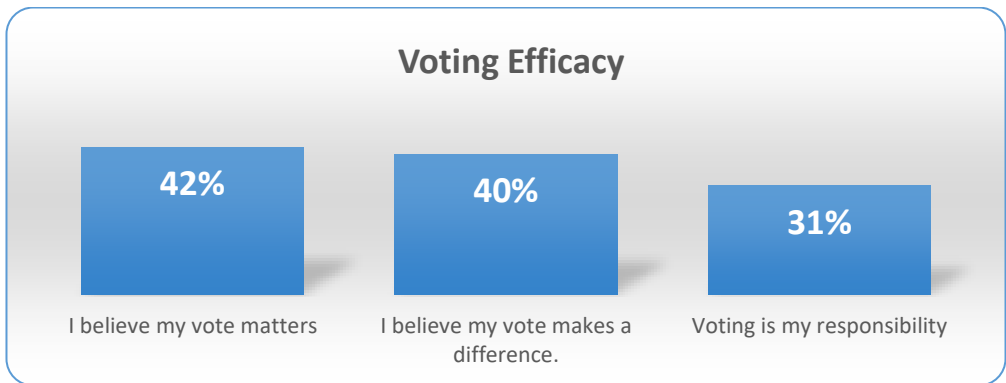 Voting Efficacy
42%
40%
31%
I believe my vote matters
I believe my vote makes a
difference.
Voting is my responsibility